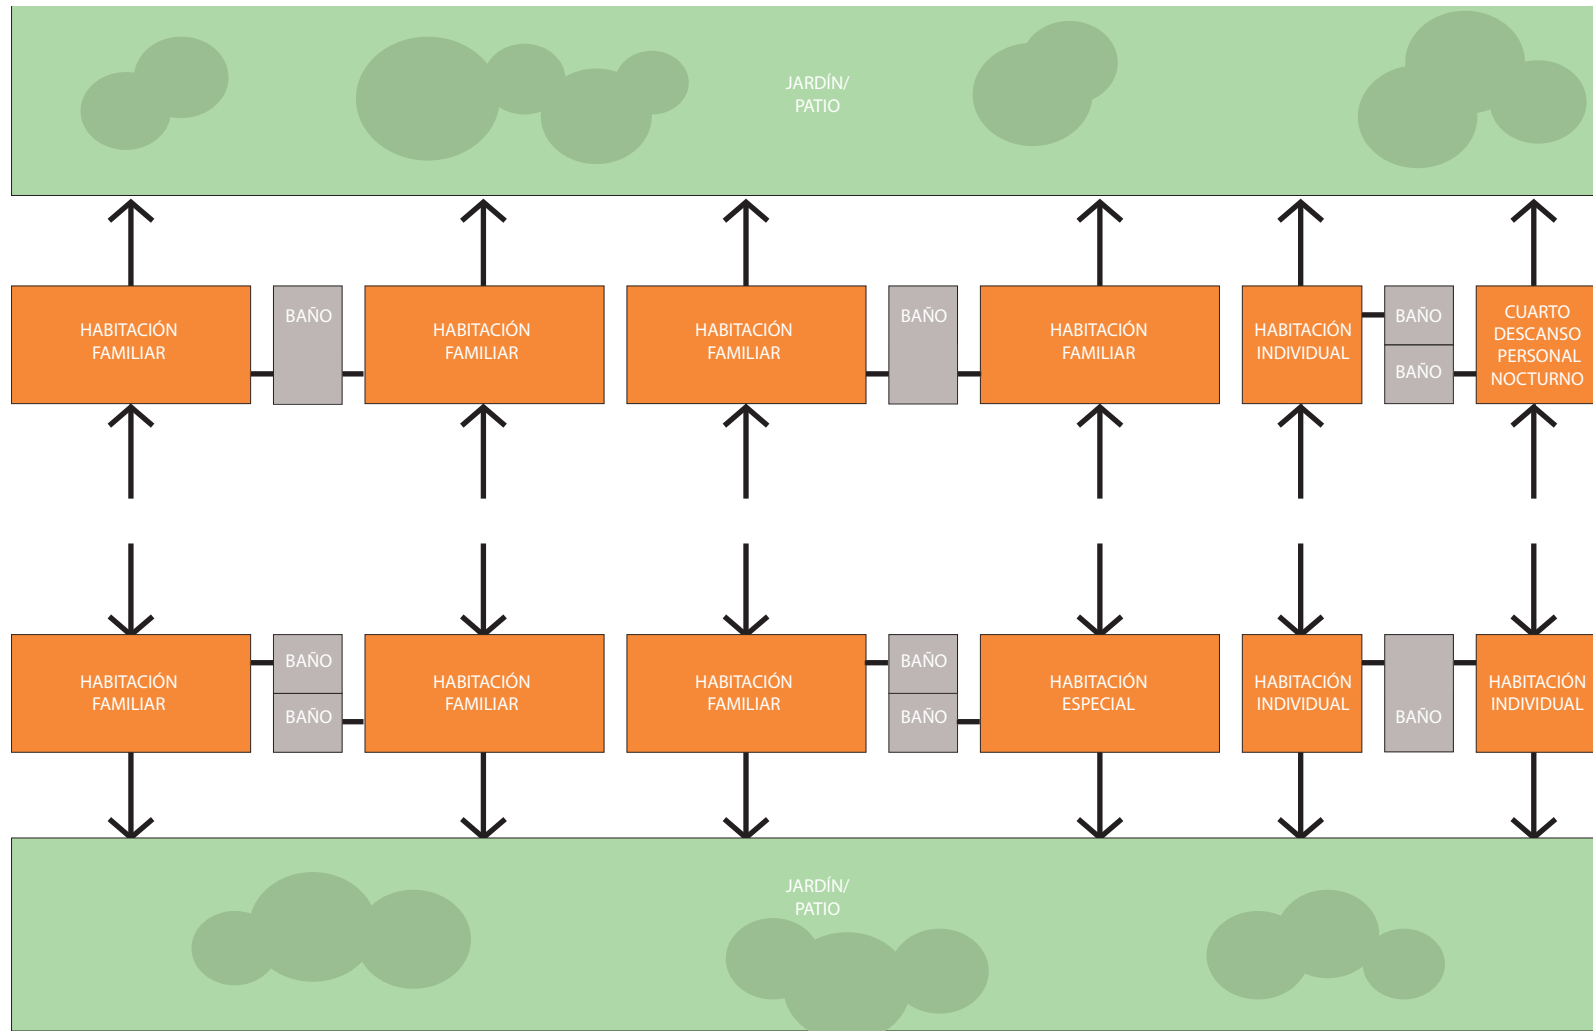 JARDÍN/
PATIO
HABITACIÓN
FAMILIAR
BAÑO
HABITACIÓN
FAMILIAR
HABITACIÓN
FAMILIAR
BAÑO
HABITACIÓN
FAMILIAR
HABITACIÓN
INDIVIDUAL
BAÑO
BAÑO
CUARTO
DESCANSO
PERSONAL
NOCTURNO
HABITACIÓN
FAMILIAR
BAÑO
BAÑO
HABITACIÓN
FAMILIAR
HABITACIÓN
FAMILIAR
BAÑO
BAÑO
HABITACIÓN
ESPECIAL
HABITACIÓN
INDIVIDUAL
BAÑO
HABITACIÓN
INDIVIDUAL
JARDÍN/
PATIO